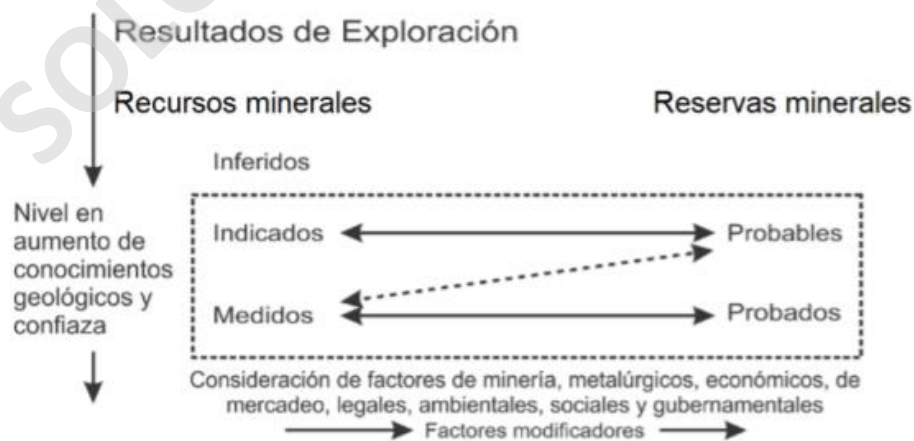 Resultados de Exploración
Recursos minerales
Reservas minerales
Inferidos
Nivel en
aumento de
conocimientos
geológicos y
confiaza
Indicados
Probables
Medidos
Probados
Consideración de factores de minería, metalúrgicos, económicos, de
mercadeo, legales, ambientales, sociales y gubernamentales
Factores modificadores